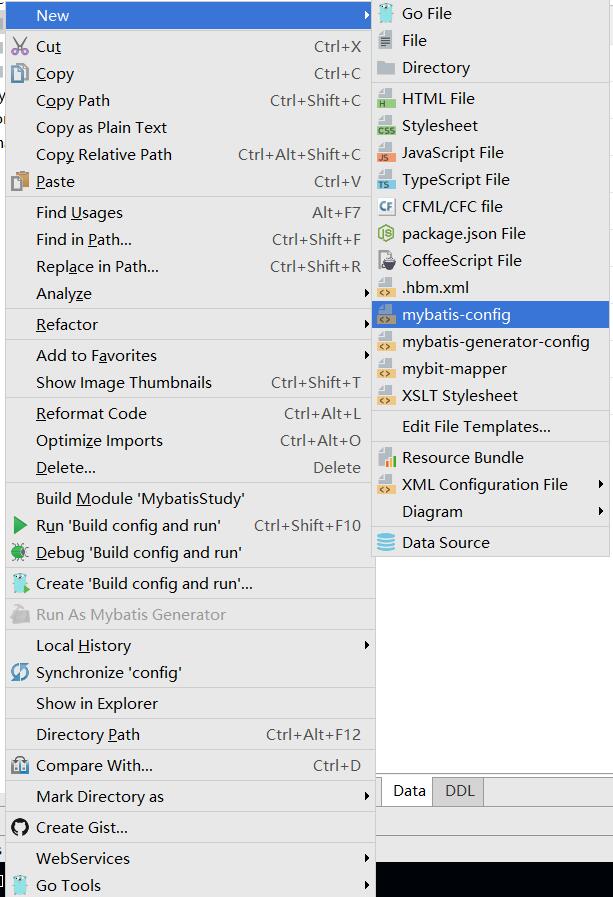 New
Cut Ctrl+X
Copy Ctrl+C
Copy Path Ctrl+Shift+C
Copy as Plain Text
Copy Relative Path Ctrl+Alt+Shift+C
Paste Ctrl+V
Find Usages Alt+F7
Find in Path... Ctrl+Shift+F
Replace in Path... Ctrl+Shift+R
Analyze
Refactor
Add to Favorites
Show Image Thumbnails Ctrl+Shift+T
Reformat Code Ctrl+Alt+L
Optimize Imports Ctrl+Alt+O
Delete... Delete
Build Module 'MybatisStudy'
Run 'Build config and run' Ctrl+Shift+F10
Debug 'Build config and run'
Create 'Build config and run'...
Run As Mybatis Generator
Local History
Synchronize 'config'
Show in Explorer
Directory Path Ctrl+Alt+F12
Compare With... Ctrl+D
Mark Directory as
Create Gist...
WebServices
Go Tools
Go File
File
Directory
H HTML File
CSS Stylesheet
JS JavaScript File
TS TypeScript File
CF CFML/CFC file
package.json File
CoffeeScript File
.hbm.xml
mybatis-config
mybatis-generator-config
mybit-mapper
XSLT Stylesheet
Edit File Templates...
Resource Bundle
XML Configuration File
Diagram
Data Source
Data DDL